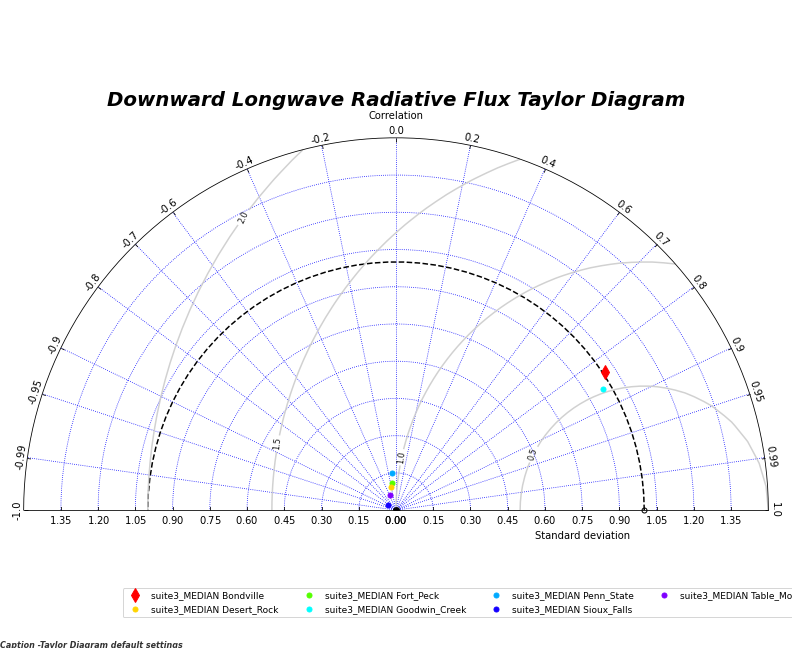 Downward Longwave Radiative Flux Taylor Diagram
Correlation
-1.0 -0.99 -0.95 -0.9 -0.8 -0.7 -0.6 -0.4 -0.2 0.0 0.2 0.4 0.6 0.7 0.8 0.9 0.95 0.99 1.0
2.0
1.5
1.0
0.5
1.35 1.20 1.05 0.90 0.75 0.60 0.45 0.30 0.15 0.00 0.15 0.30 0.45 0.60 0.75 0.90 1.05 1.20 1.35
Standard deviation
suite3_MEDIAN Bondville
suite3_MEDIAN Desert_Rock
suite3_MEDIAN Fort_Peck
suite3_MEDIAN Goodwin_Creek
suite3_MEDIAN Penn_State
suite3_MEDIAN Sioux_Falls
suite3_MEDIAN Table_Mo
Caption -Taylor Diagram default settings